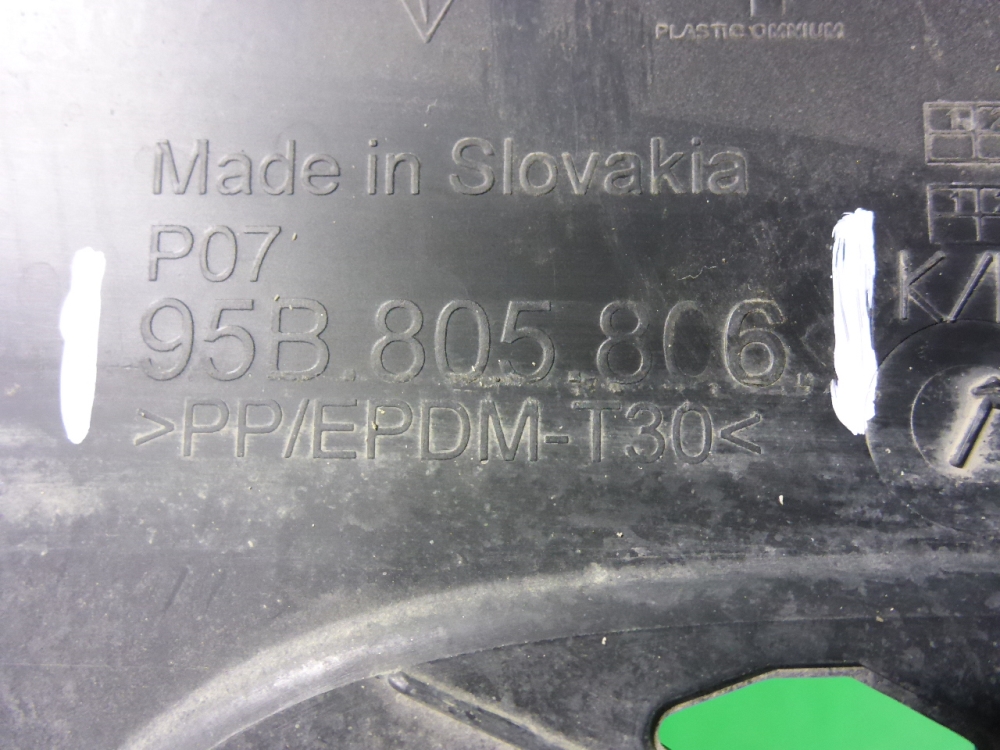 PLASTIC OMNIUM
Made in Slovakia
P07
95B.805.806
>PP/EPDM-T30<
K/